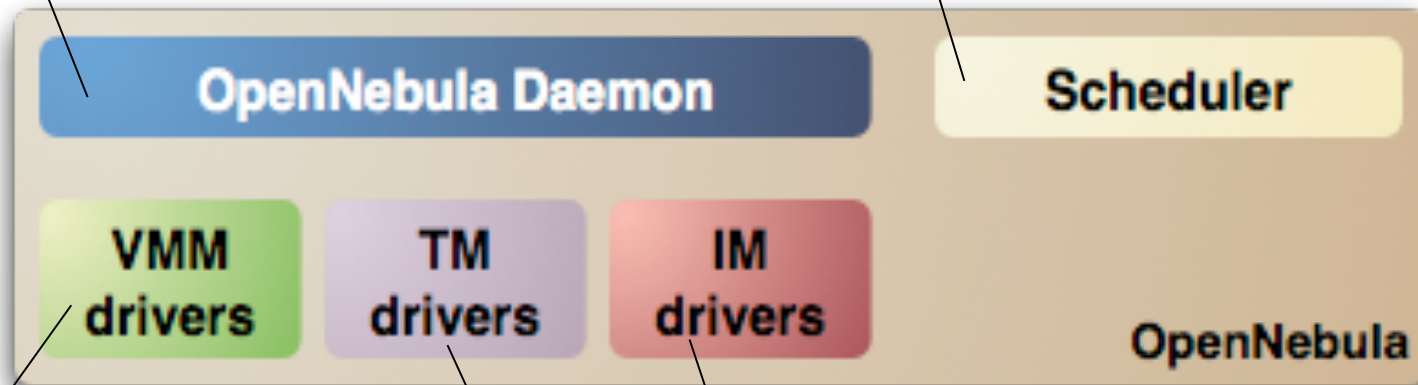 OpenNebula Daemon
Scheduler
VMM
drivers
TM
drivers
IM
drivers
OpenNebula